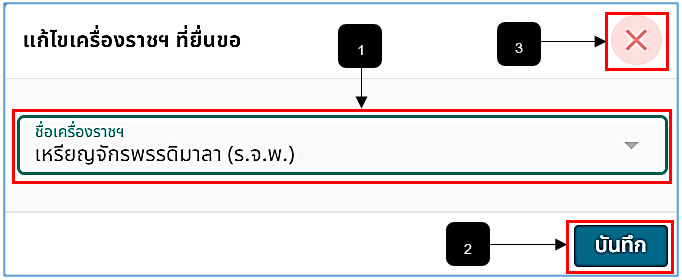 แก้ไขเครื่องราชฯ ที่ยื่นขอ
1
3
ชื่อเครื่องราชฯ
เหรียญจักรพรรดิมาลา (ร.จ.พ.)
2
บันทึก